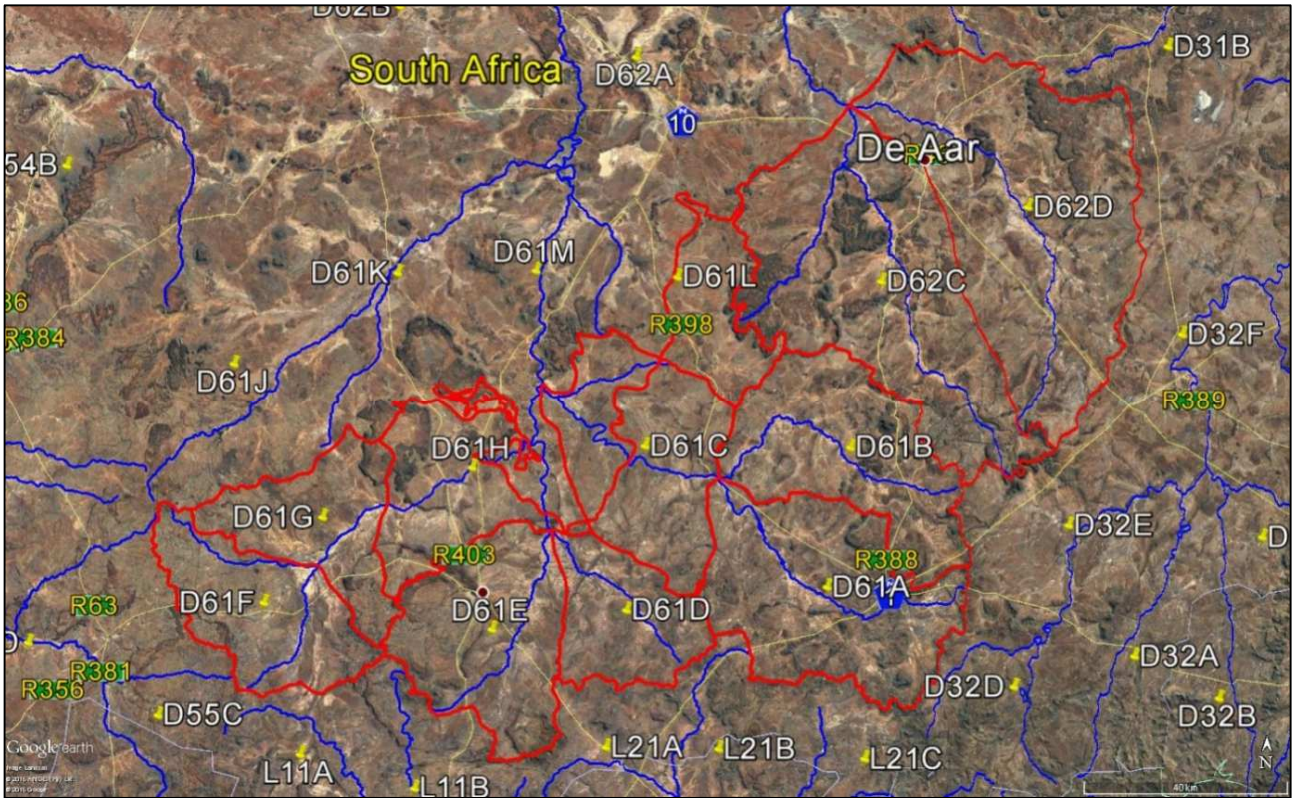 D62B
South Africa
D62A
D31B
10
De Aar
54B
D62D
D61M
D61K
D61L
D62C
R398
R384
D32F
D61J
R389
D61C
D61B
D61H
D61G
D32E
R403
R388
D61F
R63
D61E
D61D
D61A
D32A
R381
R356
D32D
D55C
D32B
L21A
L21B
L21C
L11A
L11B
Google earth
N
40 km